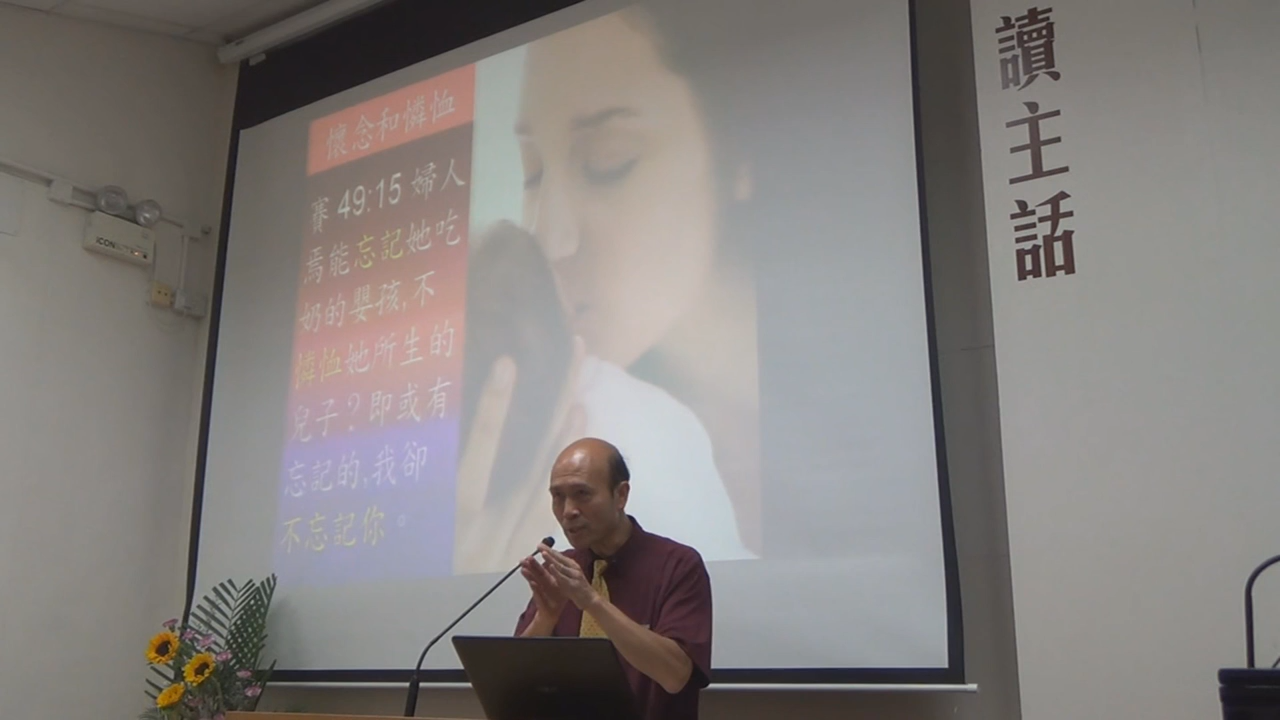 懷念和憐恤
賽 49:15 婦人
焉能忘記她吃
奶的嬰孩,不
憐恤她所生的
兒子?即或有
忘記的,我卻
不忘記你。
讀主話